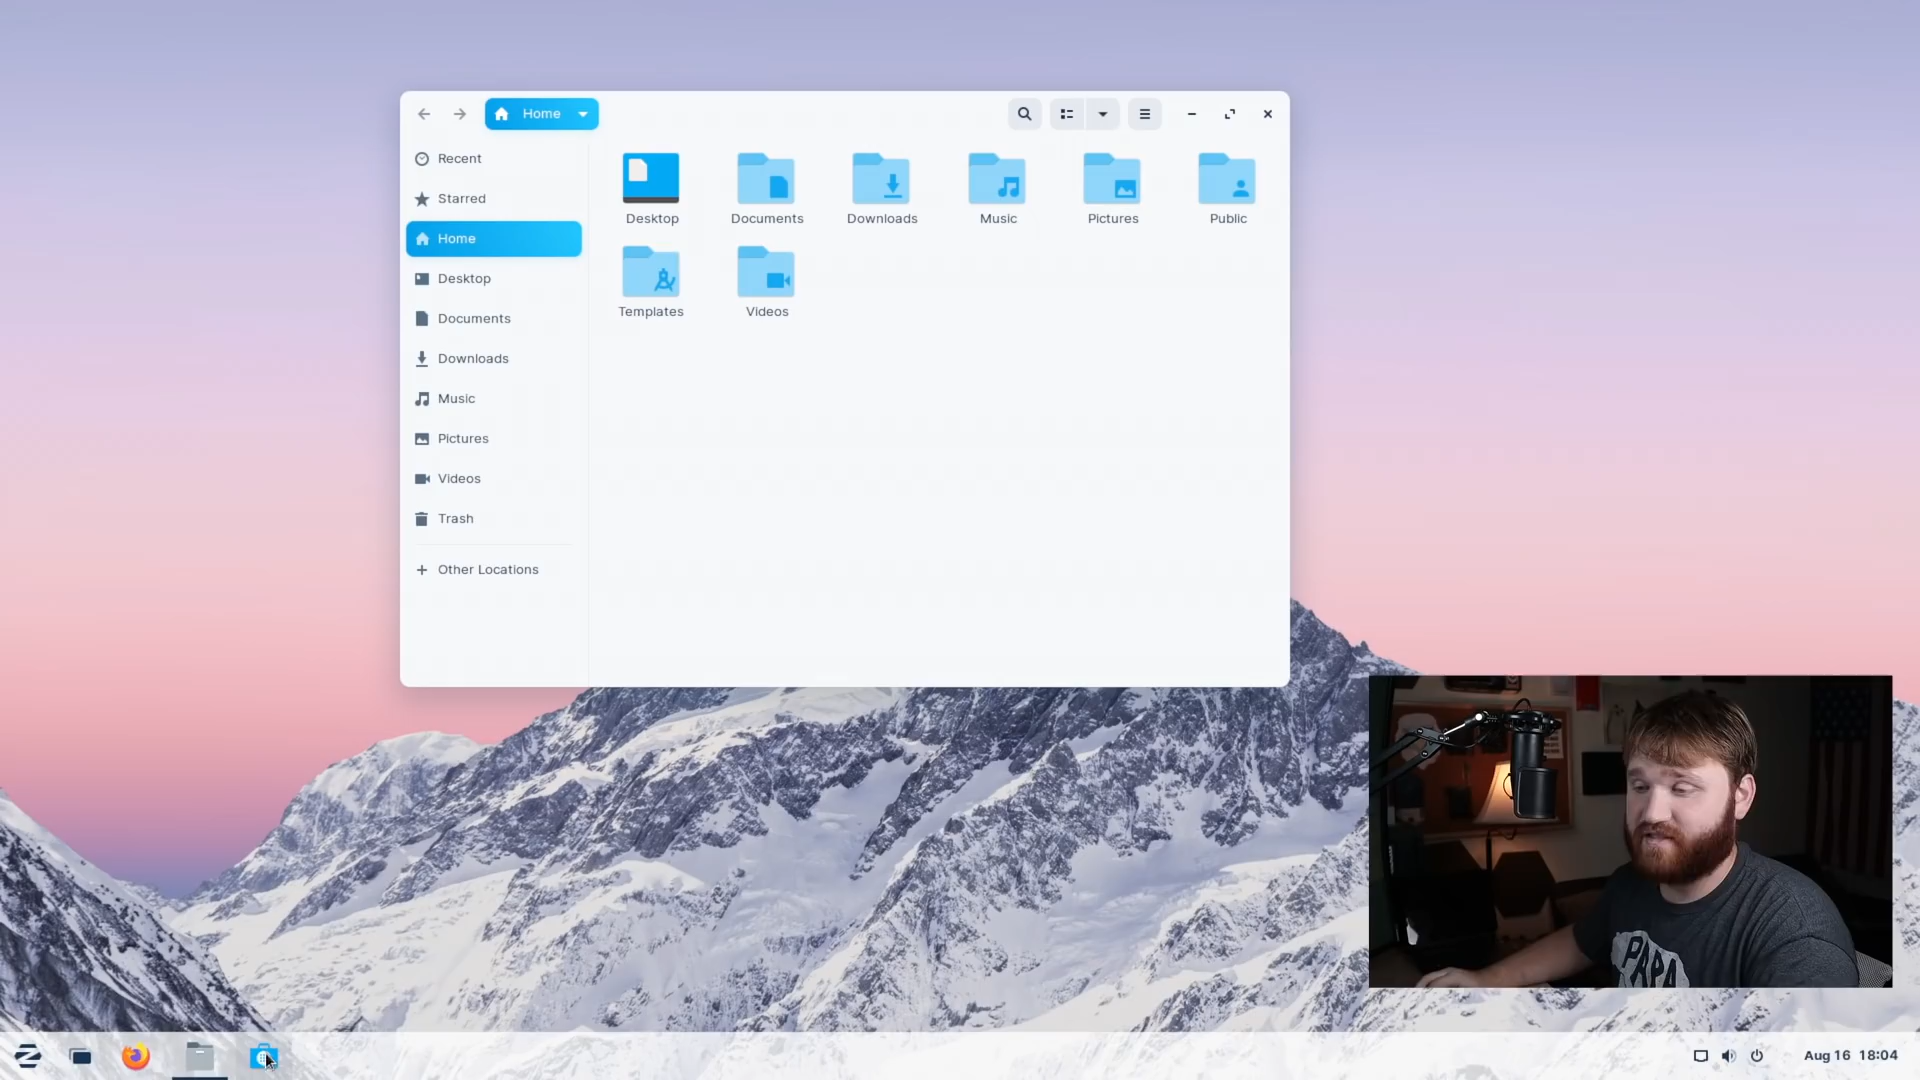 Home
Recent
Starred
Home
Desktop
Documents
Downloads
Music
Pictures
Videos
Trash
Other Locations
Desktop
Documents
Downloads
Music
Pictures
Public
Templates
Videos
PAPA
Aug 16 18:04